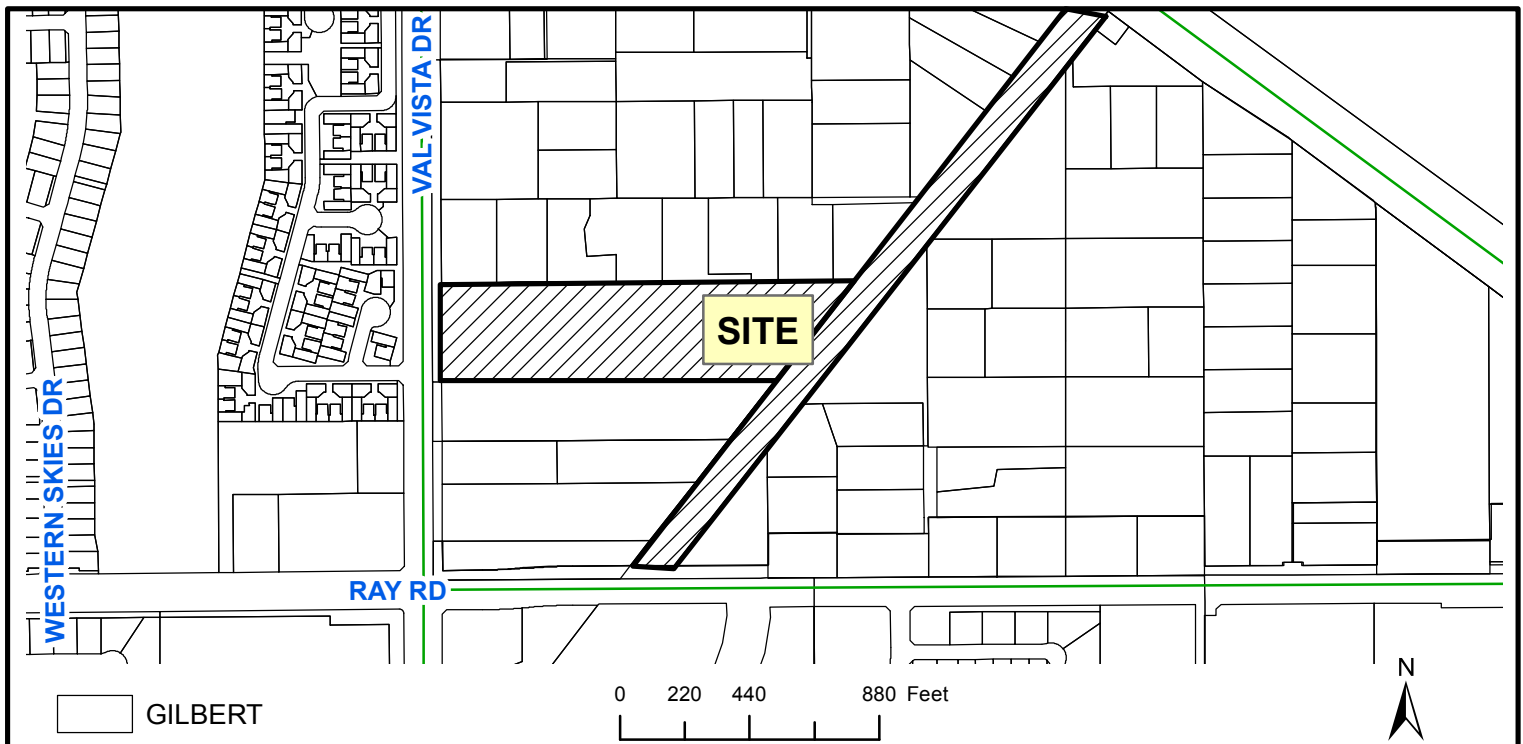 VAL VISTA DR
SITE
WESTERN SKIES DR
RAY RD
GILBERT
0 220 440 880 Feet
N